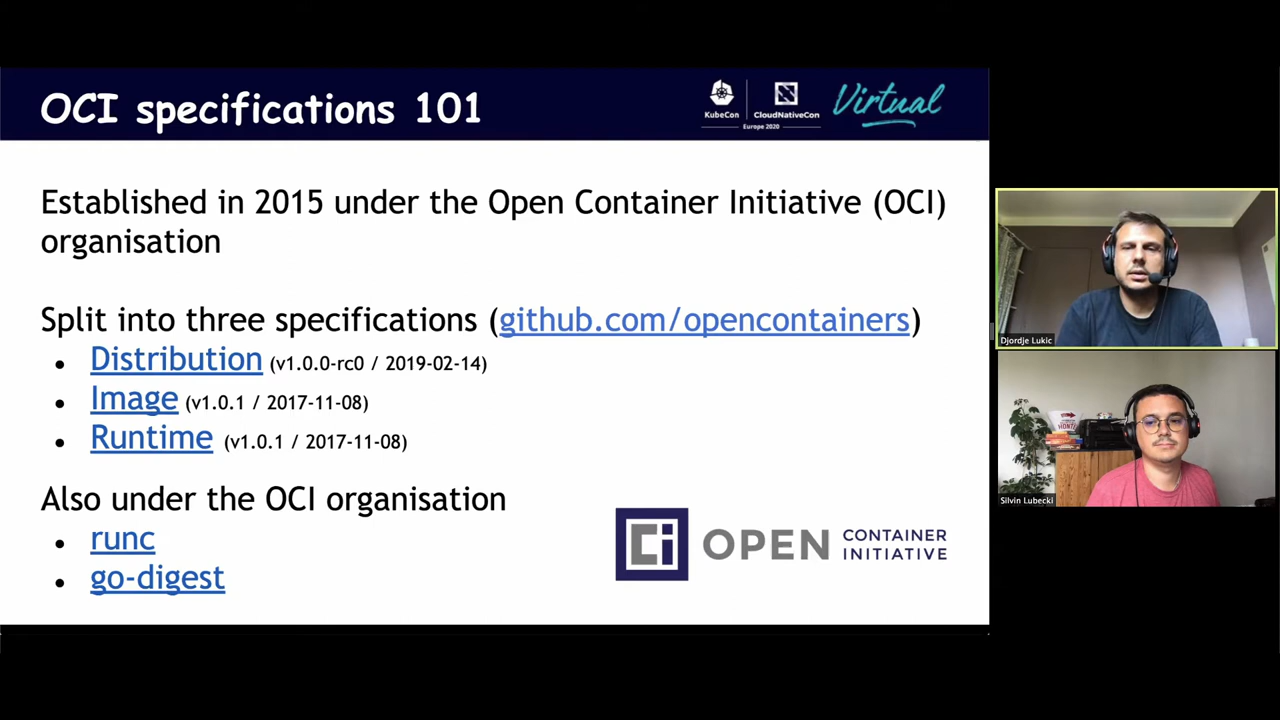 OCI specifications 101
KubeCon
CloudNativeCon
Europe 2020
Virtual
Established in 2015 under the Open Container Initiative (OCI)
organisation
Split into three specifications (github.com/opencontainers)
• Distribution (v1.0.0-rc0 / 2019-02-14)
• Image (v1.0.1 / 2017-11-08)
• Runtime (v1.0.1 / 2017-11-08)
Also under the OCI organisation
• runc
• go-digest
OPEN CONTAINER
INITIATIVE
Djordje Lukic
Silvin Lubecki